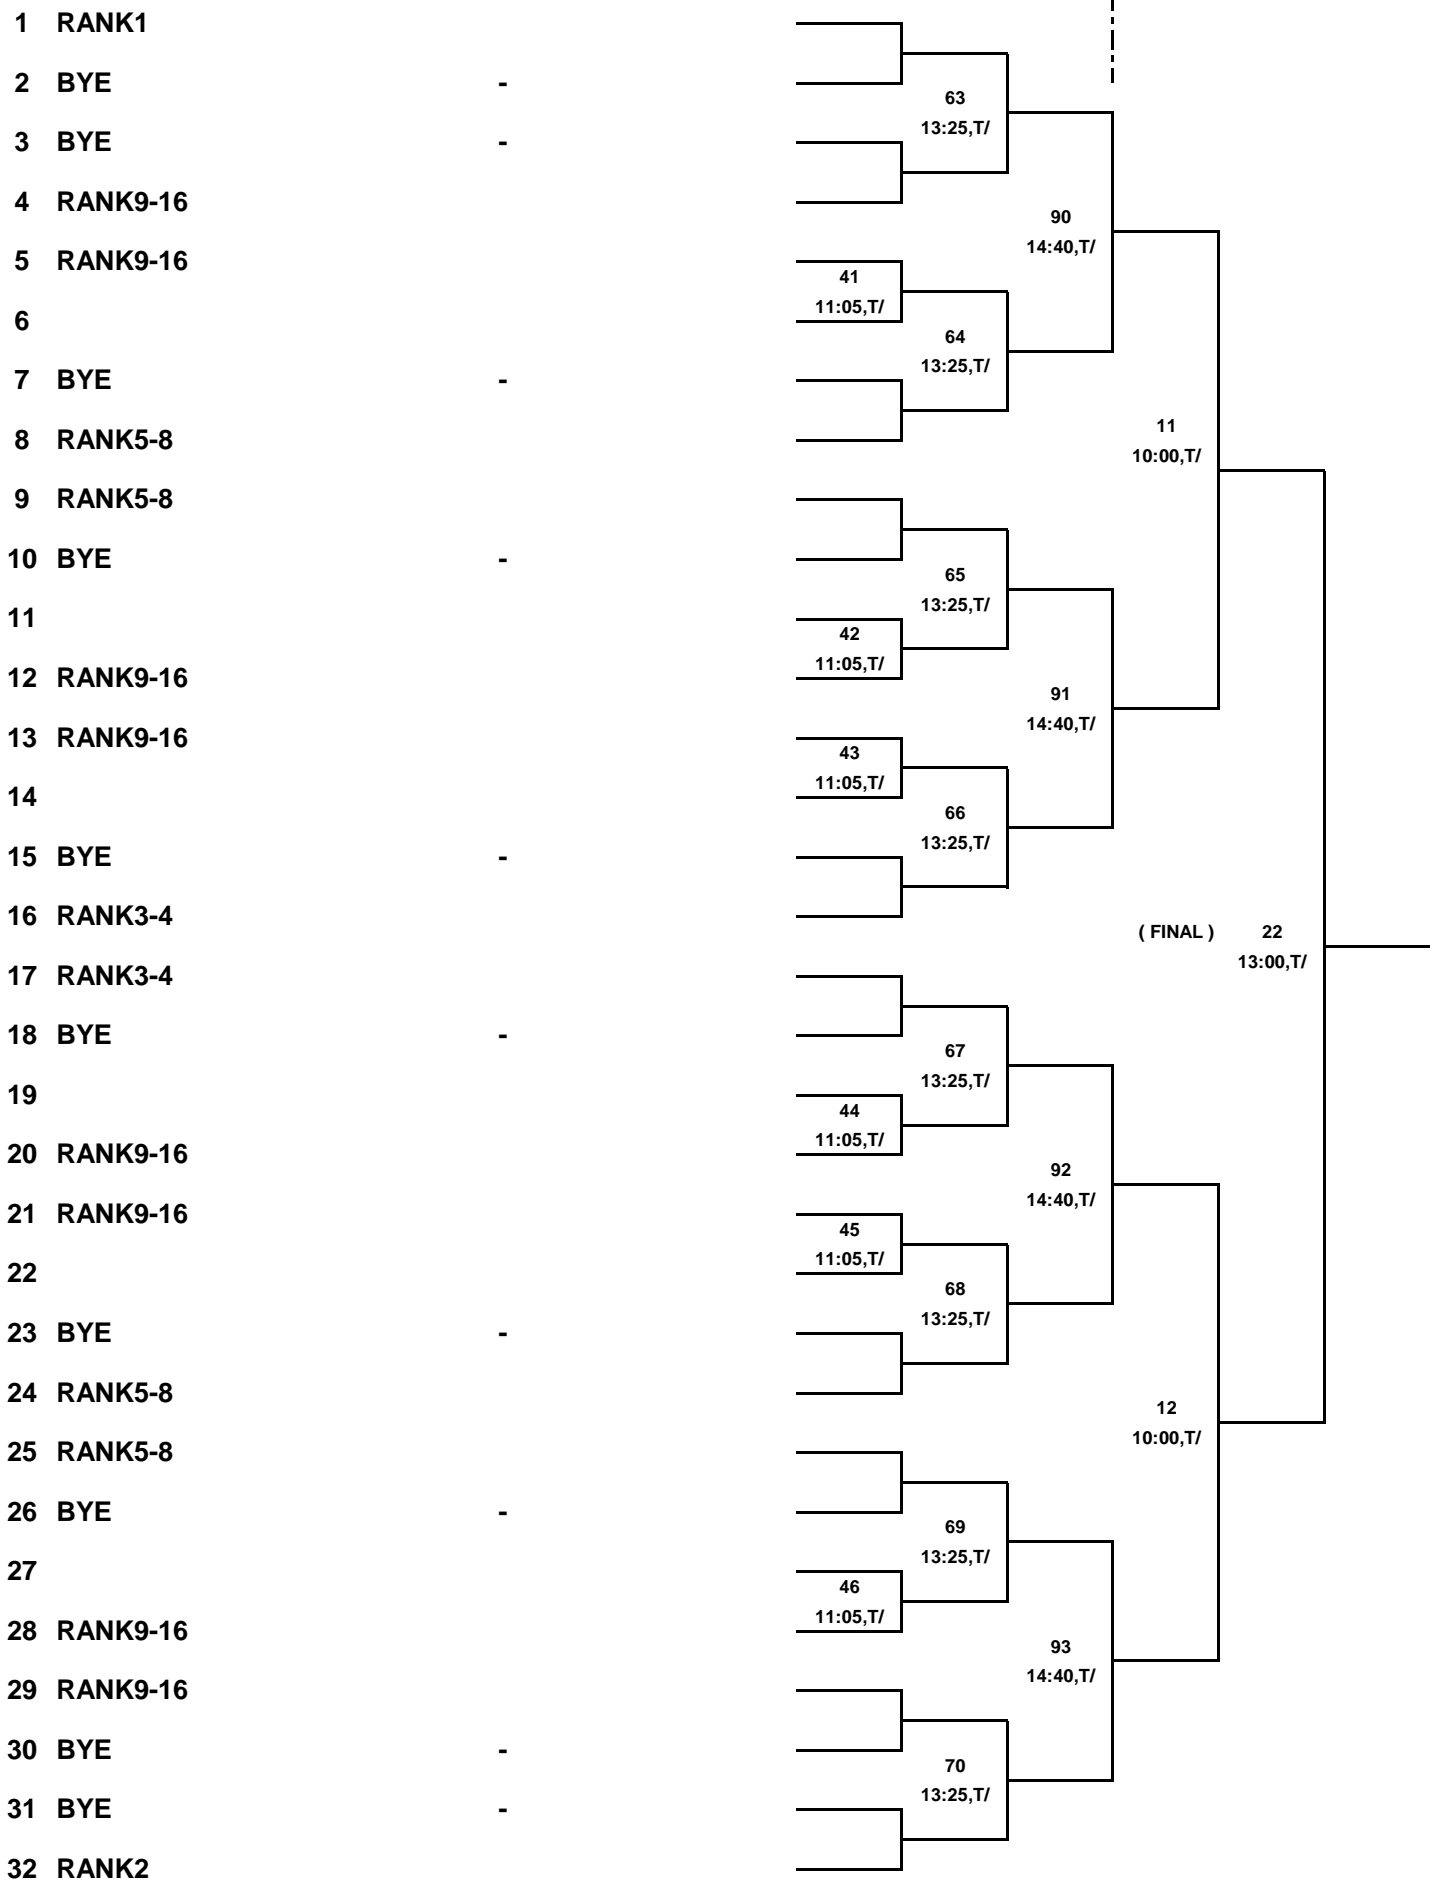 1 RANK1
2 BYE -
63
13:25,T/
3 BYE -
4 RANK9-16
90
14:40,T/
5 RANK9-16
41
11:05,T/
6
64
13:25,T/
7 BYE -
11
10:00,T/
8 RANK5-8
9 RANK5-8
10 BYE -
65
13:25,T/
11
42
11:05,T/
12 RANK9-16
91
14:40,T/
13 RANK9-16
43
11:05,T/
14
66
13:25,T/
15 BYE -
16 RANK3-4
( FINAL ) 22
13:00,T/
17 RANK3-4
18 BYE -
67
13:25,T/
19
44
11:05,T/
20 RANK9-16
92
14:40,T/
21 RANK9-16
45
11:05,T/
22
68
13:25,T/
23 BYE -
24 RANK5-8
12
10:00,T/
25 RANK5-8
26 BYE -
69
13:25,T/
27
46
11:05,T/
28 RANK9-16
93
14:40,T/
29 RANK9-16
30 BYE -
70
13:25,T/
31 BYE -
32 RANK2